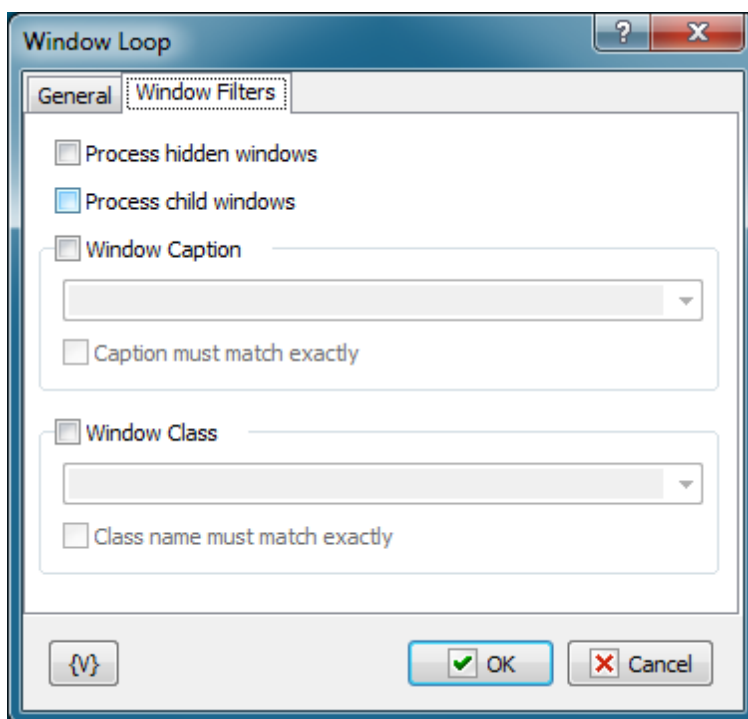 Window Loop
?
X
General Window Filters
Process hidden windows
Process child windows
Window Caption
Caption must match exactly
Window Class
Class name must match exactly
{V} OK Cancel